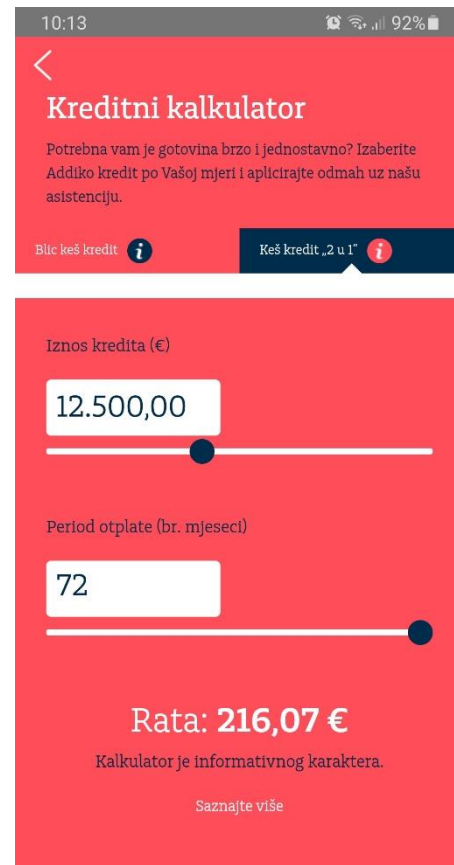 10:13 92%
Kreditni kalkulator
Potrebna vam je gotovina brzo i jednostavno? Izaberite
Addiko kredit po Vašoj mjeri i aplicirajte odmah uz našu
asistenciju.
Blic keš kredit i Keš kredit „2 u 1" i
Iznos kredita (€)
12.500,00
Period otplate (br. mjeseci)
72
Rata: 216,07 €
Kalkulator je informativnog karaktera.
Saznajte više